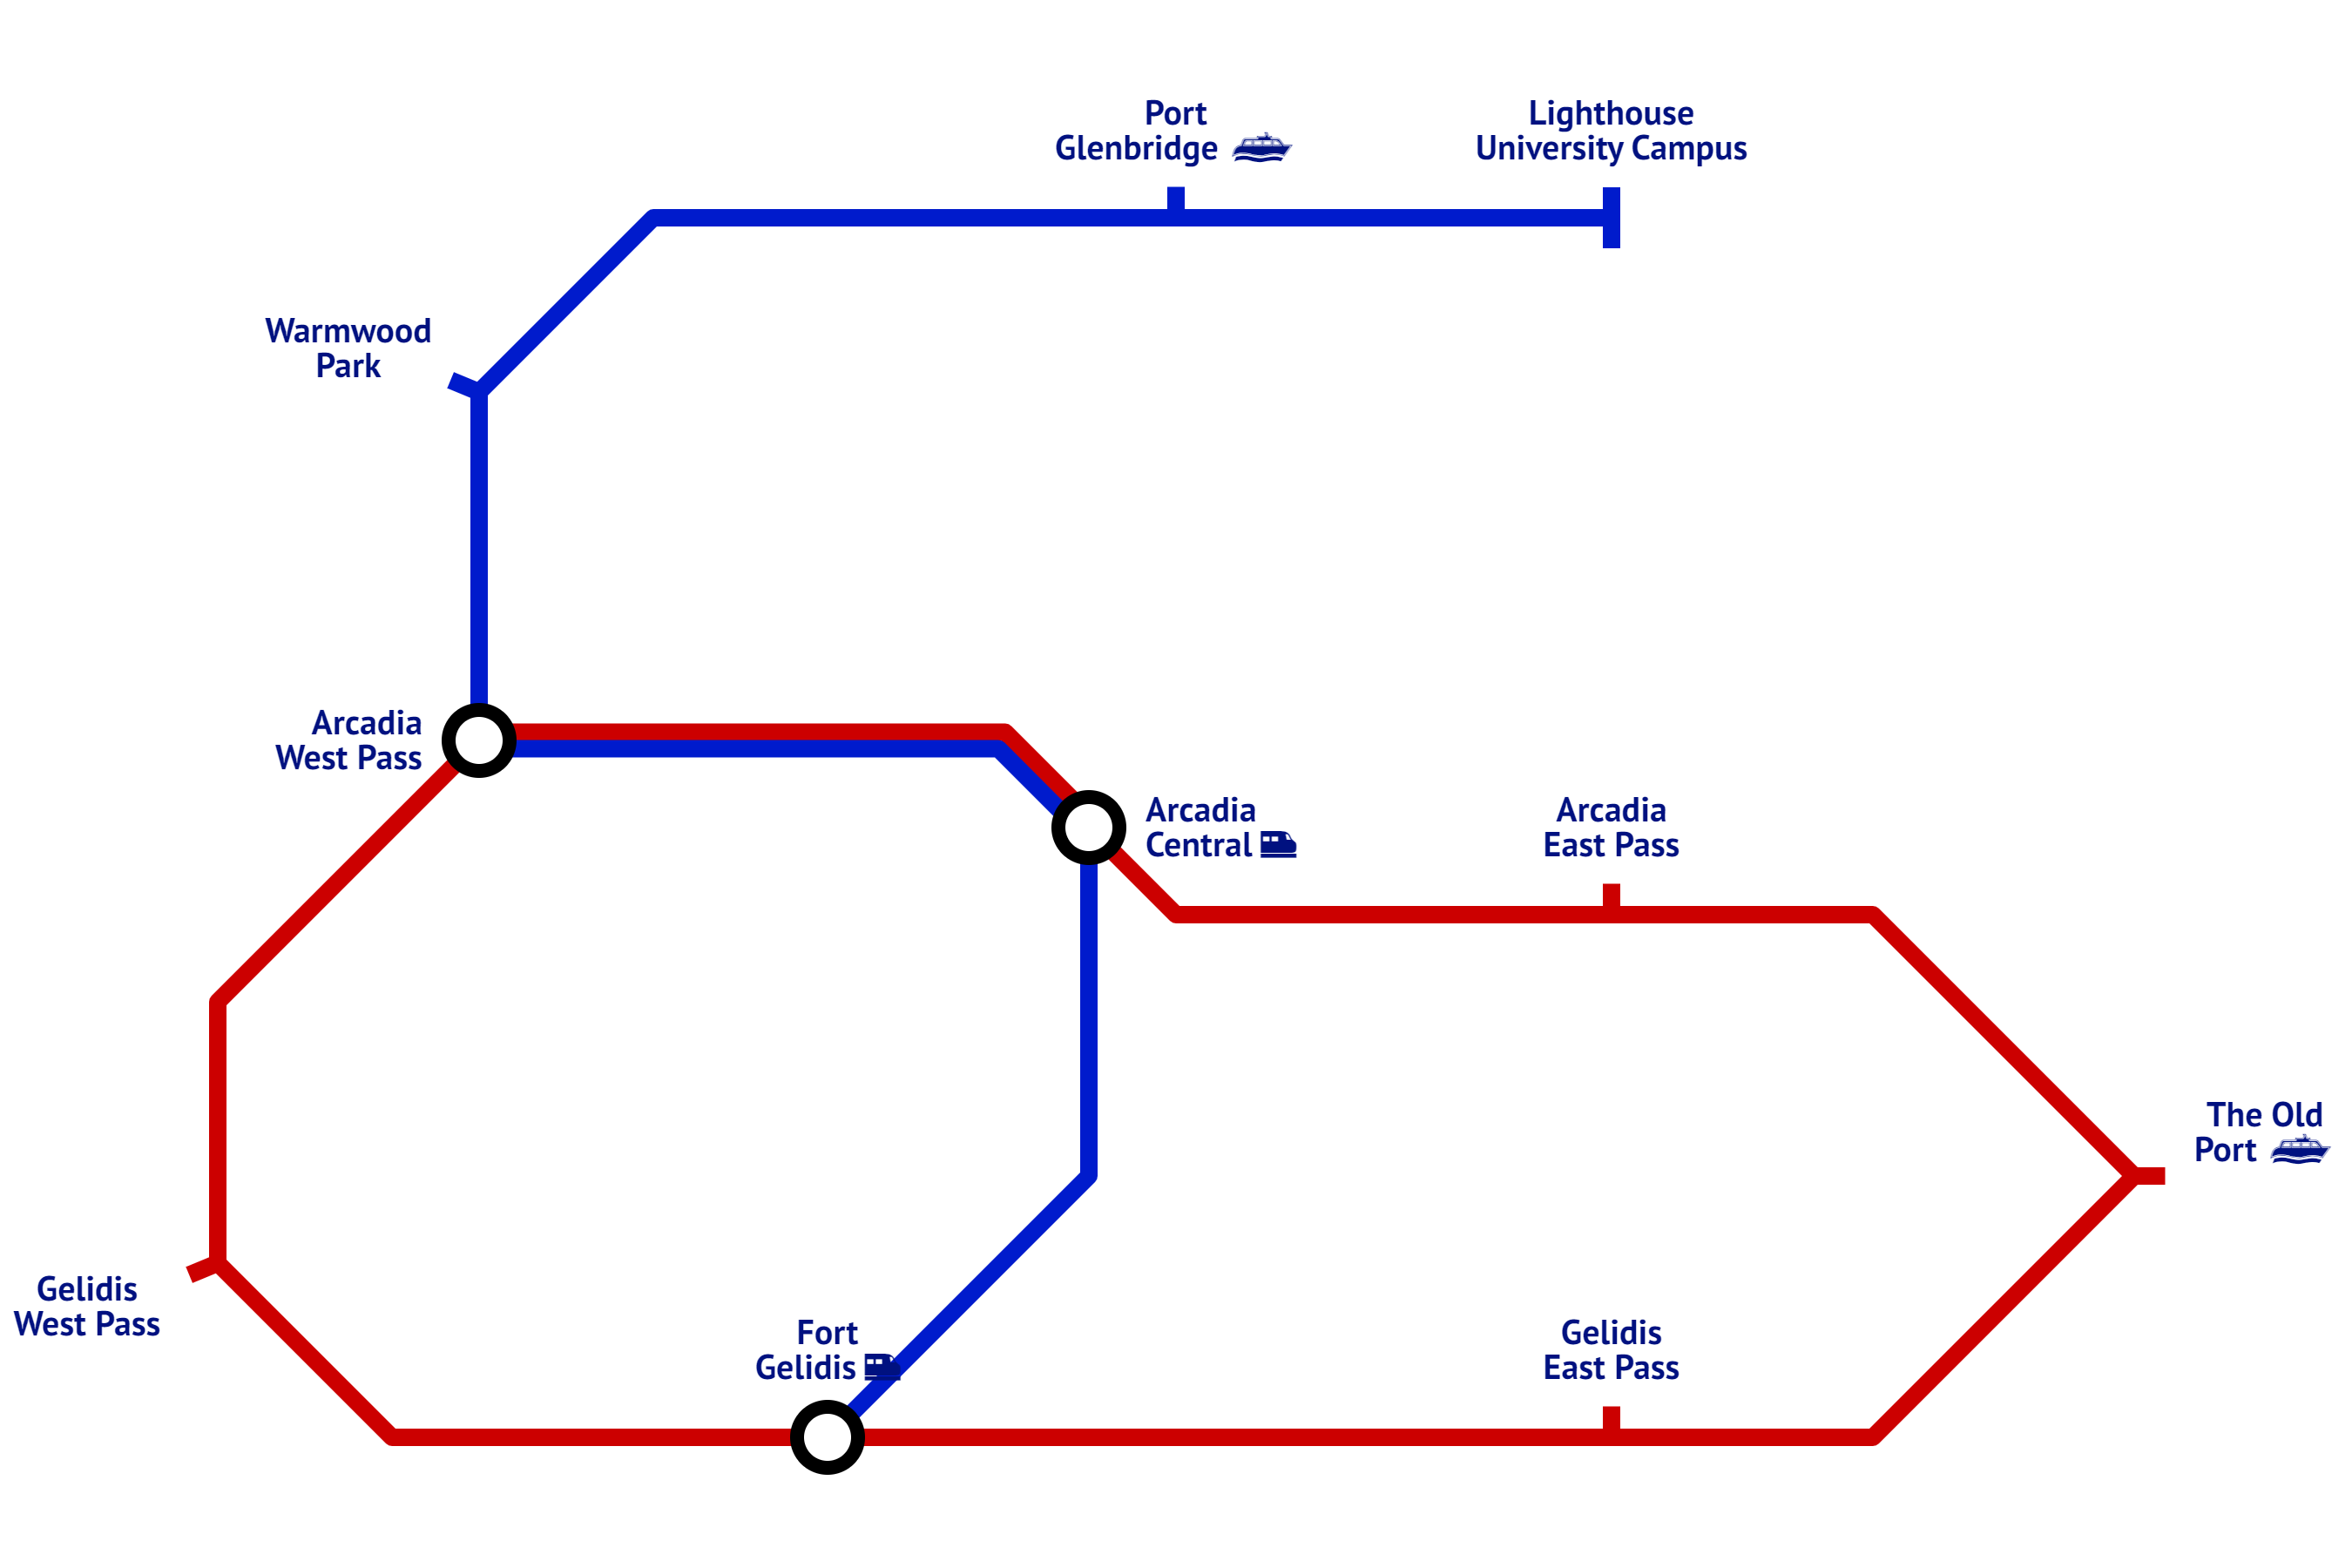 Port
Glenbridge
Lighthouse
University Campus
Warmwood
Park
Arcadia
West Pass
Arcadia
Central
Arcadia
East Pass
The Old
Port
Gelidis
West Pass
Fort
Gelidis
Gelidis
East Pass